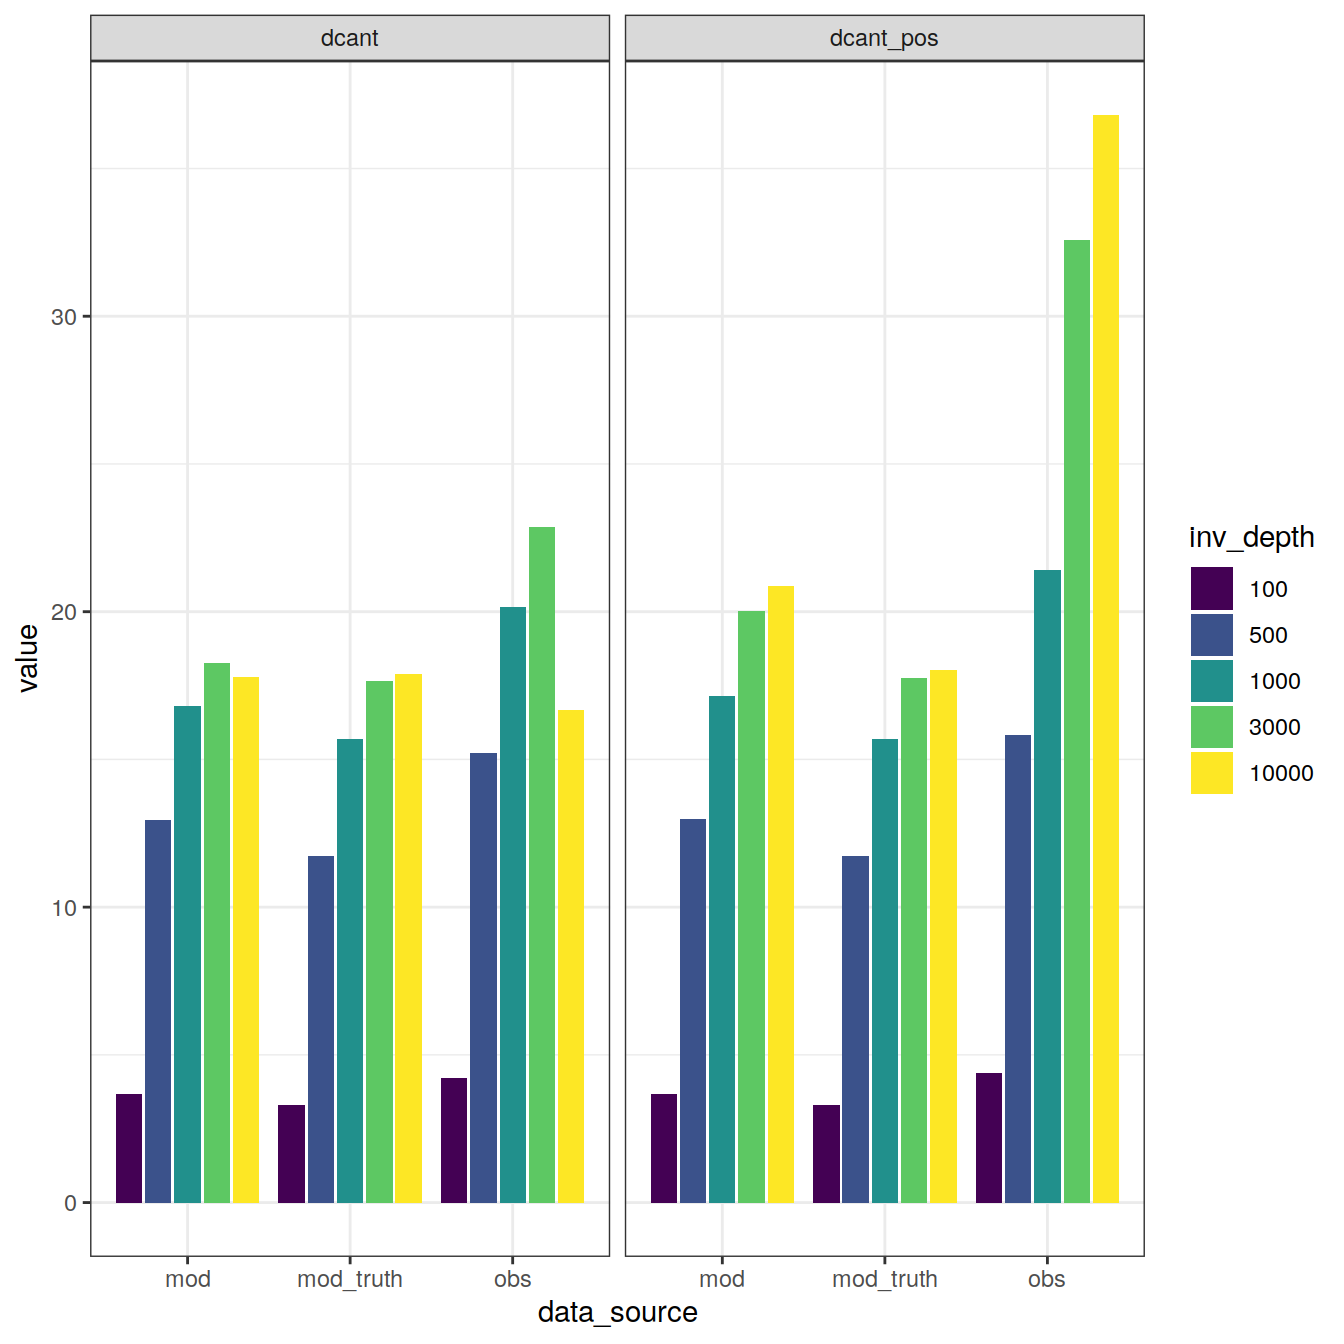 dcant
dcant_pos
value
30
20
10
0
mod
mod_truth
obs
mod
mod_truth
obs
data_source
inv_depth
100
500
1000
3000
10000